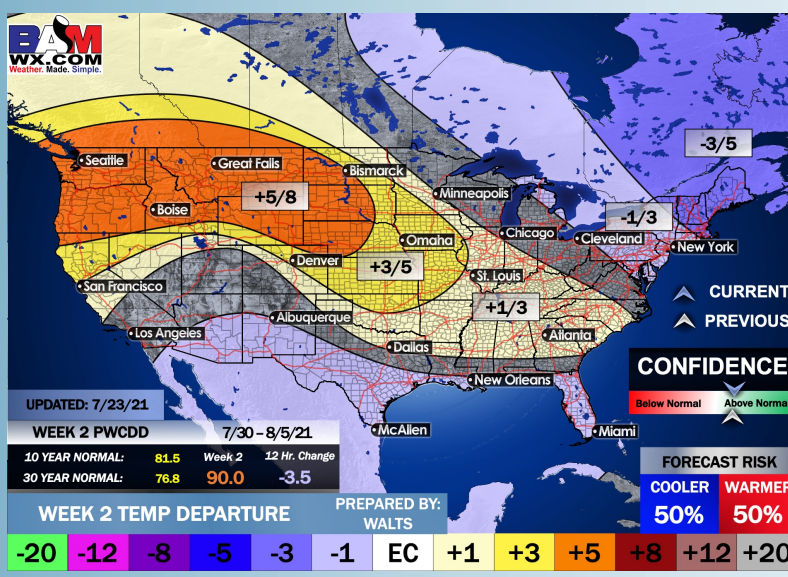 BAM
WX.COM
Weather. Made. Simple.
-3/5
Seattle
Great Falls
Bismarck
+5/8
Minneapolis
Boise
-1/3
Chicago
Cleveland
New York
Omaha
Denver
+3/5
St. Louis
San Francisco
CURRENT
+1/3
Albuquerque
PREVIOUS
Los Angeles
Atlanta
Dallas
CONFIDENCE
New Orleans
Below Normal Above Norma
UPDATED: 7/23/21
McAllen
Miami
WEEK 2 PWCDD 7/30 - 8/5/21
10 YEAR NORMAL: 81.5 Week 2 12 Hr. Change
30 YEAR NORMAL: 76.8 90.0 -3.5
FORECAST RISK
COOLER WARMER
50% 50%
WEEK 2 TEMP DEPARTURE
PREPARED BY:
WALTS
-20 -12 -8 -5 -3 -1 EC +1 +3 +5 +8 +12 +20